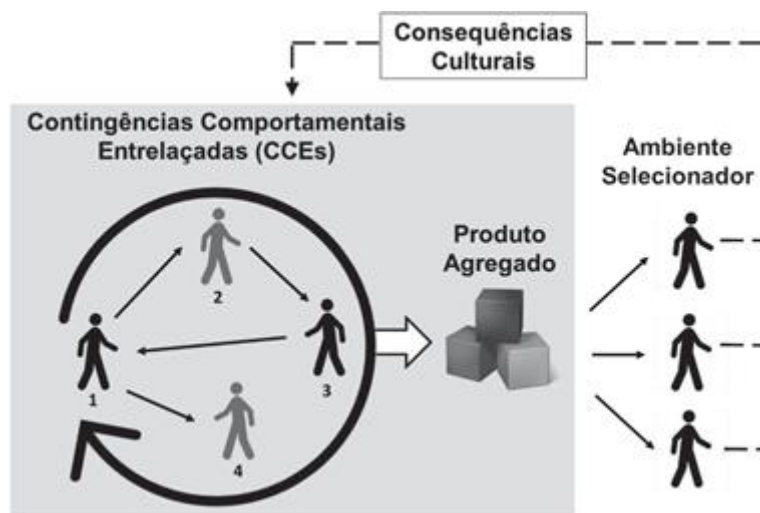 Consequências
Culturais
Contingências Comportamentais
Entrelaçadas (CCEs)
Ambiente
Selecionador
Produto
Agregado
2
1
3
4